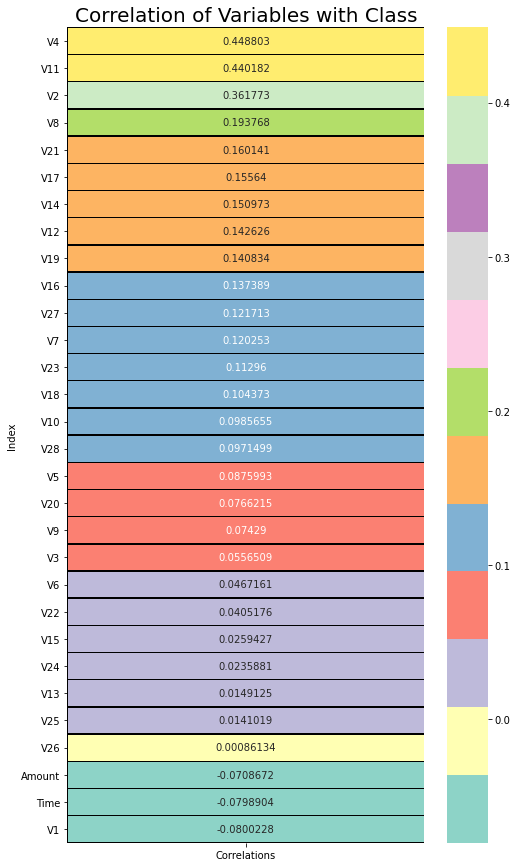 Correlation of Variables with Class
V4 0.448803
V11 0.440182
V2 0.361773
V8 0.193768
V21 0.160141
V17 0.15564
V14 0.150973
V12 0.142626
V19 0.140834
V16 0.137389
V27 0.121713
V7 0.120253
V23 0.11296
V18 0.104373
V10 0.0985655
V28 0.0971499
V5 0.0875993
V20 0.0766215
V9 0.07429
V3 0.0556509
V6 0.0467161
V22 0.0405176
V15 0.0259427
V24 0.0235881
V13 0.0149125
V25 0.0141019
V26 0.00086134
Amount -0.0708672
Time -0.0798904
V1 -0.0800228
Index
Correlations
0.4
0.3
0.2
0.1
0.0